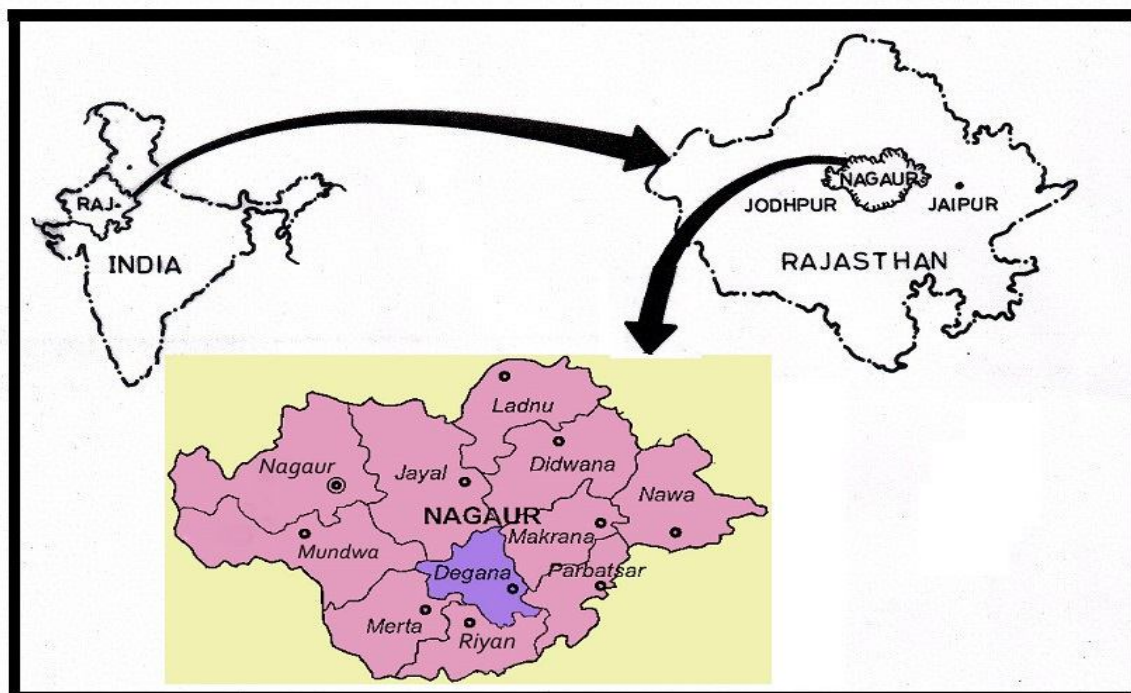 RAJ-
INDIA
NAGAUR
JODHPUR
JAIPUR
RAJASTHAN
Ladnu
Nagaur
Jayal
Didwana
Nawa
NAGAUR
Mundwa
Makrana
Degana
Parbatsar
Merta
Riyan